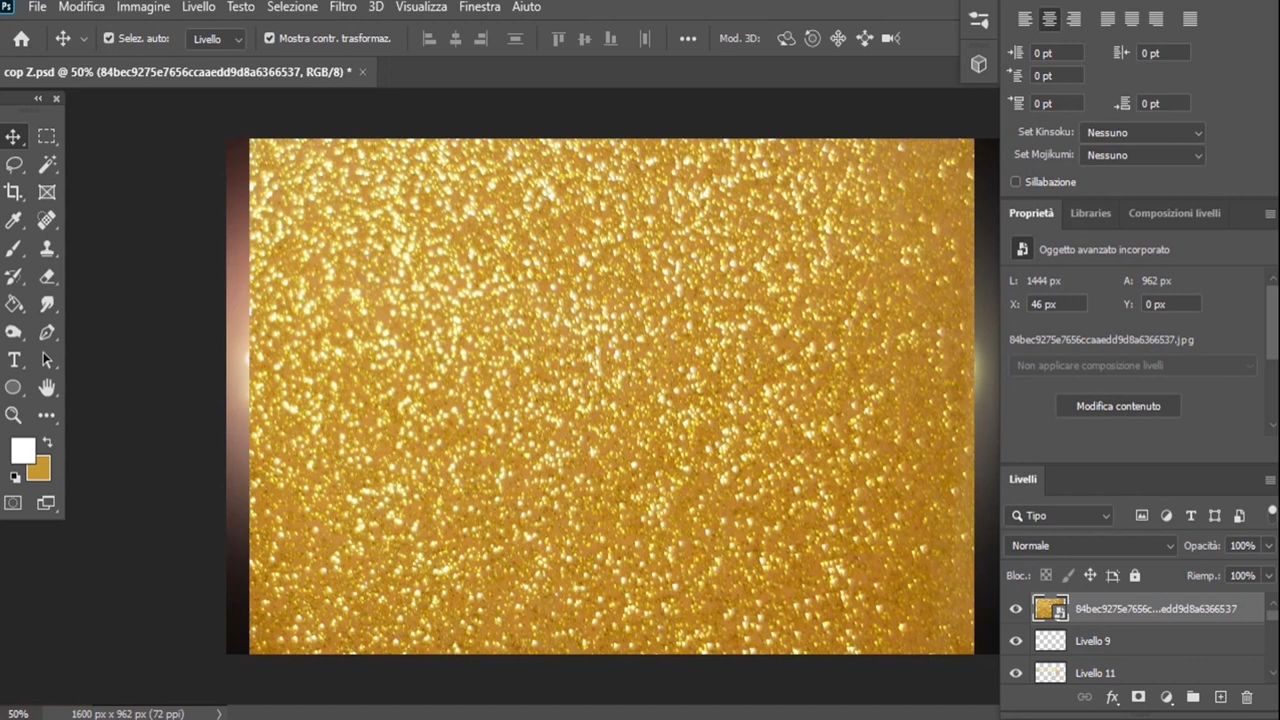 Ps File Modifica Immagine Livello Testo Selezione Filtro 3D Visualizza Finestra Aiuto
Selez. auto: Livello Mostra contr. trasformaz. Mod. 3D:
cop Z.psd @ 50% (84bec9275e7656ccaaedd9d8a6366537, RGB/8) *
0 pt 0 pt
0 pt
0 pt 0 pt
Set Kinsoku: Nessuno
Set Mojikumi: Nessuno
Sillabazione
Proprietà Libraries Composizioni livelli
Oggetto avanzato incorporato
L: 1444 px A: 962 px
X: 46 px Y: 0 px
84bec9275e7656ccaaedd9d8a6366537.jpg
Non applicare composizione livelli
Modifica contenuto
Livelli
Tipo
Normale Opacità: 100%
Bloc.: Riemp.: 100%
84bec9275e7656c...edd9d8a6366537
Livello 9
Livello 11
fx
50% 1600 px x 962 px (72 ppi)